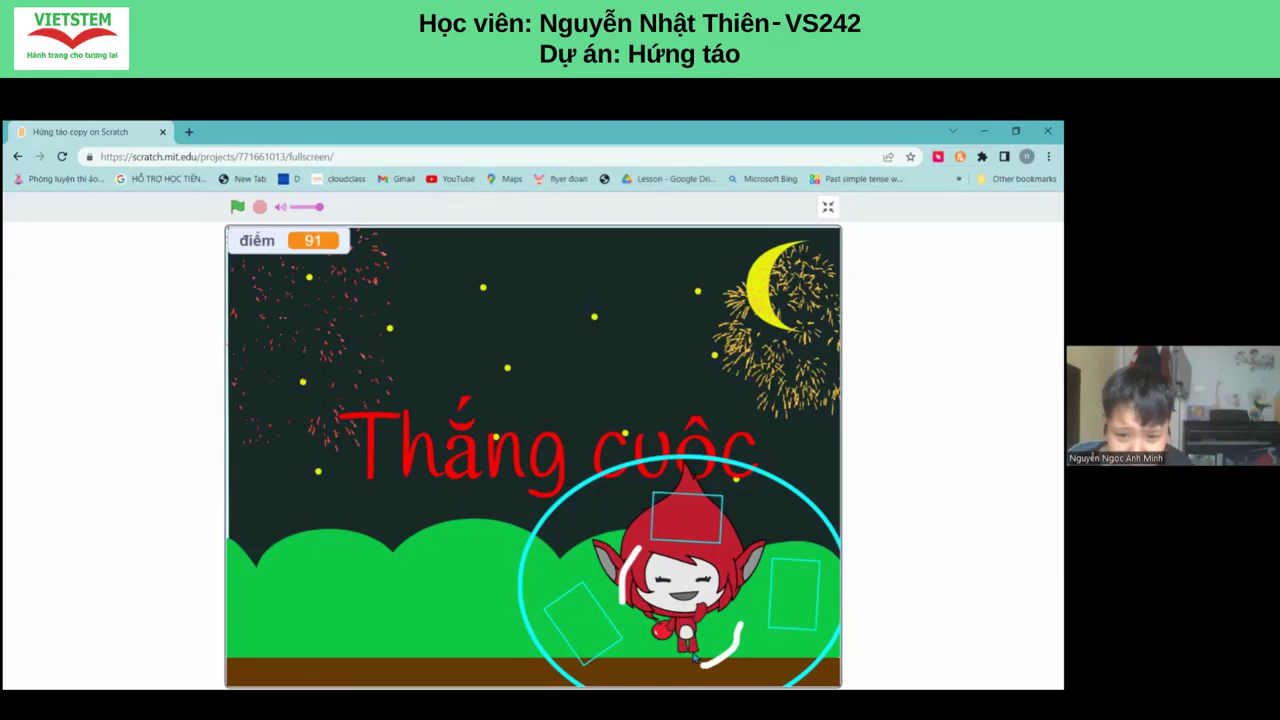 VIETSTEM
Hành trang cho tương lai
Học viên: Nguyễn Nhật Thiên - VS242
Dự án: Hứng táo
Hứng táo copy on Scratch
https://scratch.mit.edu/projects/771661013/fullscreen/
Phòng luyện thi áo...
HỖ TRỢ HỌC TIẾN...
New Tab
D
cloudclass
Gmail
YouTube
Maps
flyer đoan
Lesson - Google Dri...
Microsoft Bing
Past simple tense w...
»
Other bookmarks
điểm 91
Thắng cuộc
Nguyễn Ngọc Anh Minh